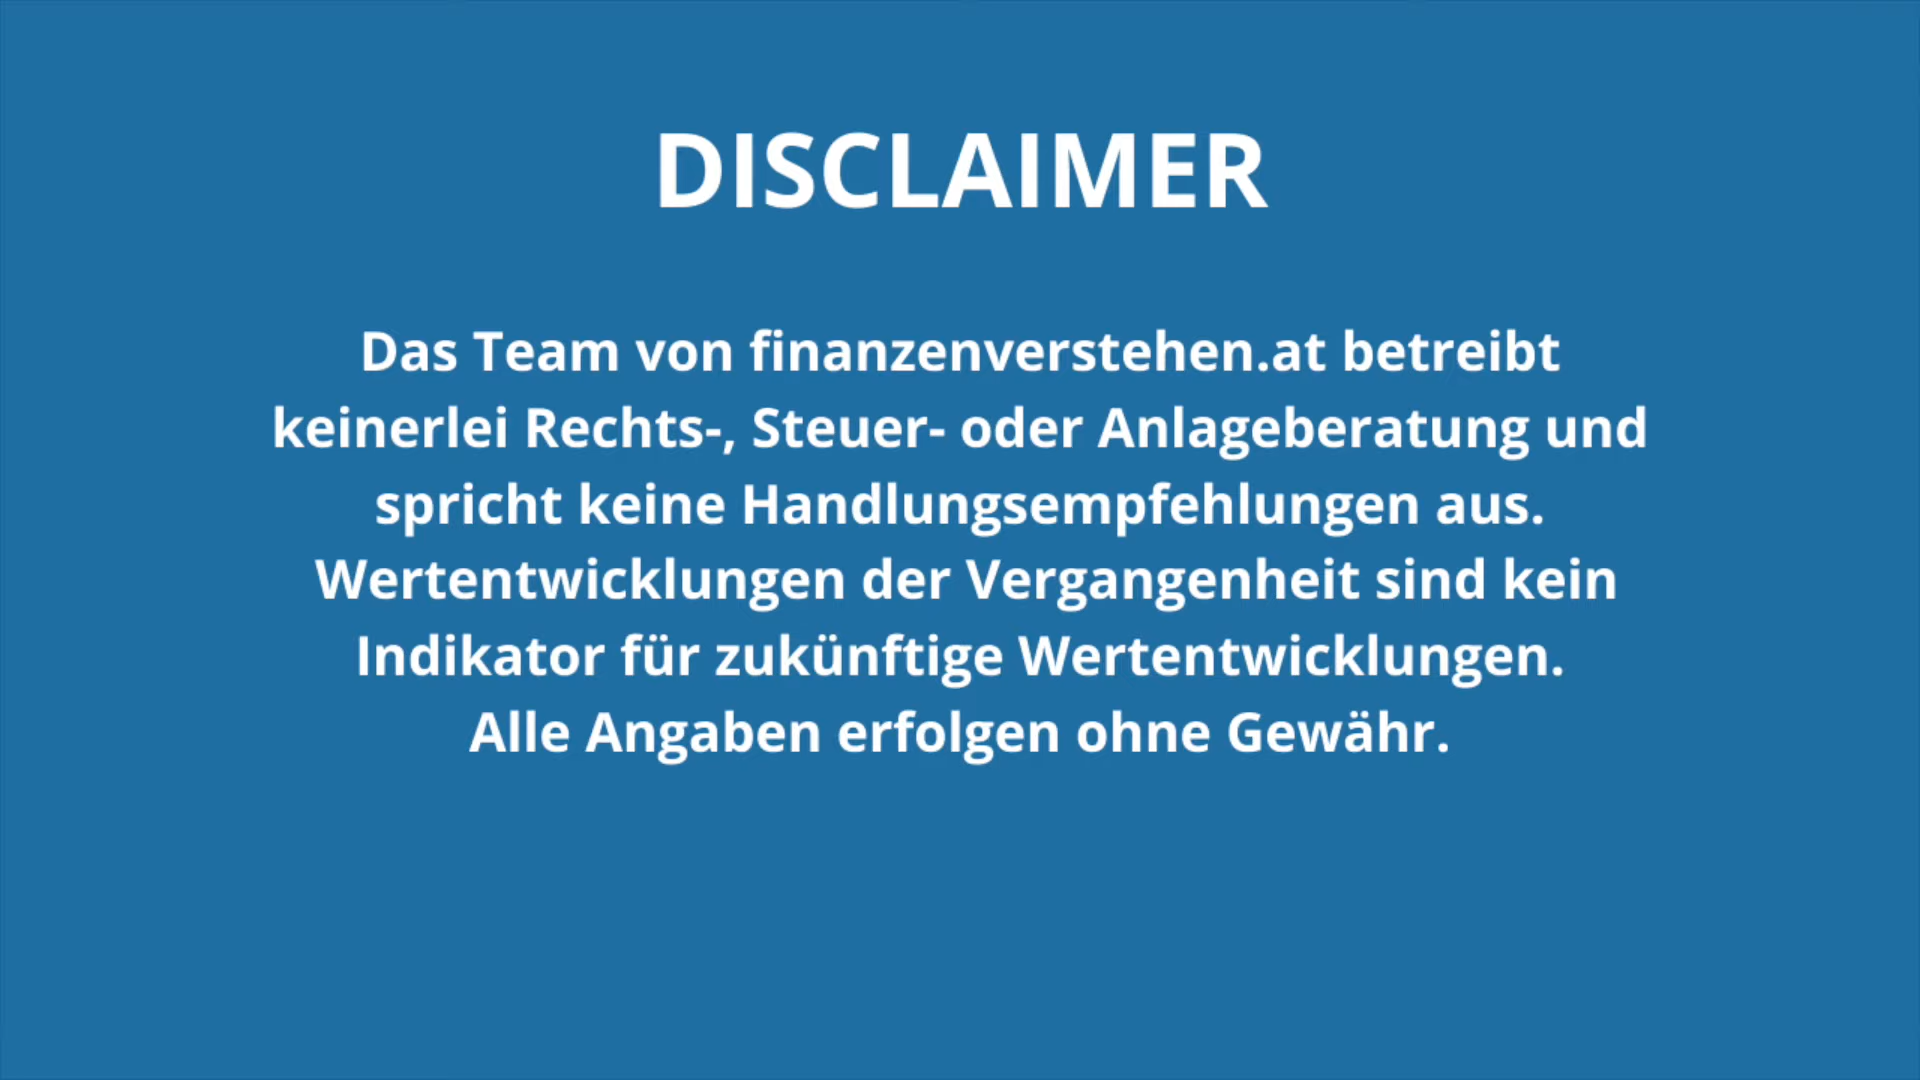 DISCLAIMER
Das Team von finanzenverstehen.at betreibt
keinerlei Rechts-, Steuer- oder Anlageberatung und
spricht keine Handlungsempfehlungen aus.
Wertentwicklungen der Vergangenheit sind kein
Indikator für zukünftige Wertentwicklungen.
Alle Angaben erfolgen ohne Gewähr.